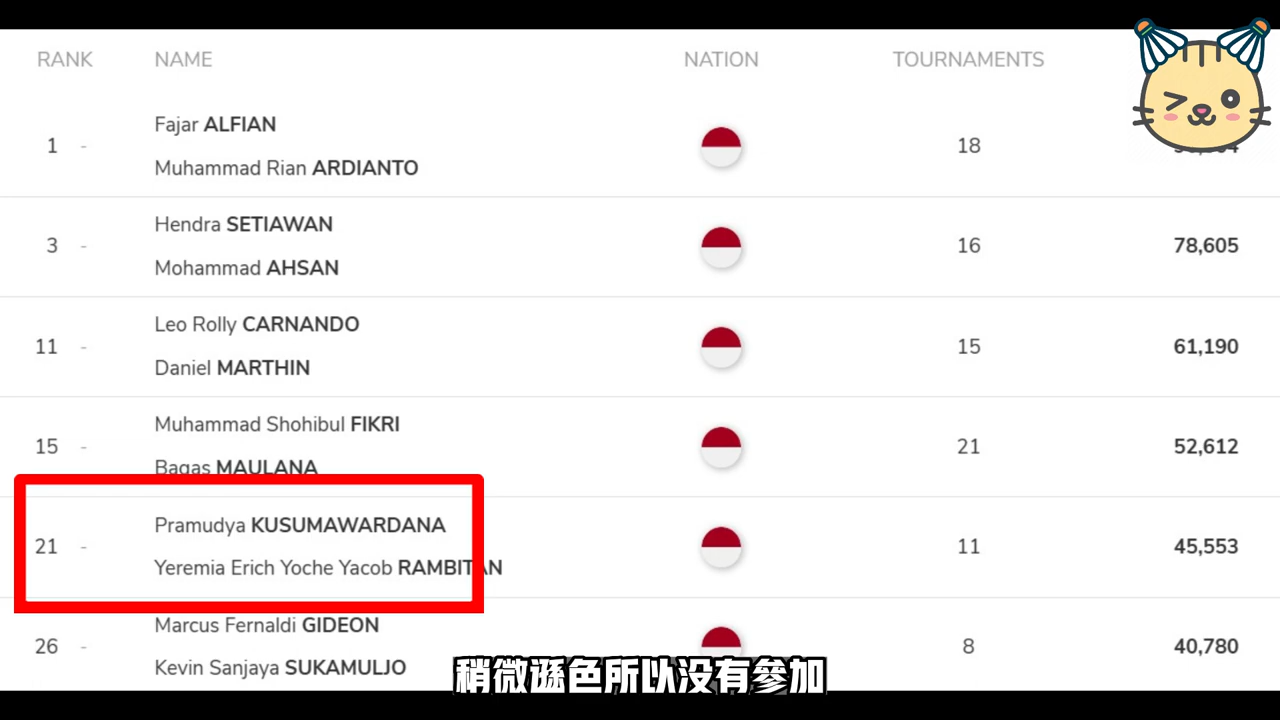 RANK NAME NATION TOURNAMENTS
Fajar ALFIAN
1 - 18
Muhammad Rian ARDIANTO
Hendra SETIAWAN
3 - 16 78,605
Mohammad AHSAN
Leo Rolly CARNANDO
11 - 15 61,190
Daniel MARTHIN
Muhammad Shohibul FIKRI
15 - 21 52,612
Bagas MAULANA
Pramudya KUSUMAWARDANA
21 - 11 45,553
Yeremia Erich Yoche Yacob RAMBITAN
Marcus Fernaldi GIDEON
26 - 8 40,780
Kevin Sanjaya SUKAMULJO
稍微遜色所以没有參加